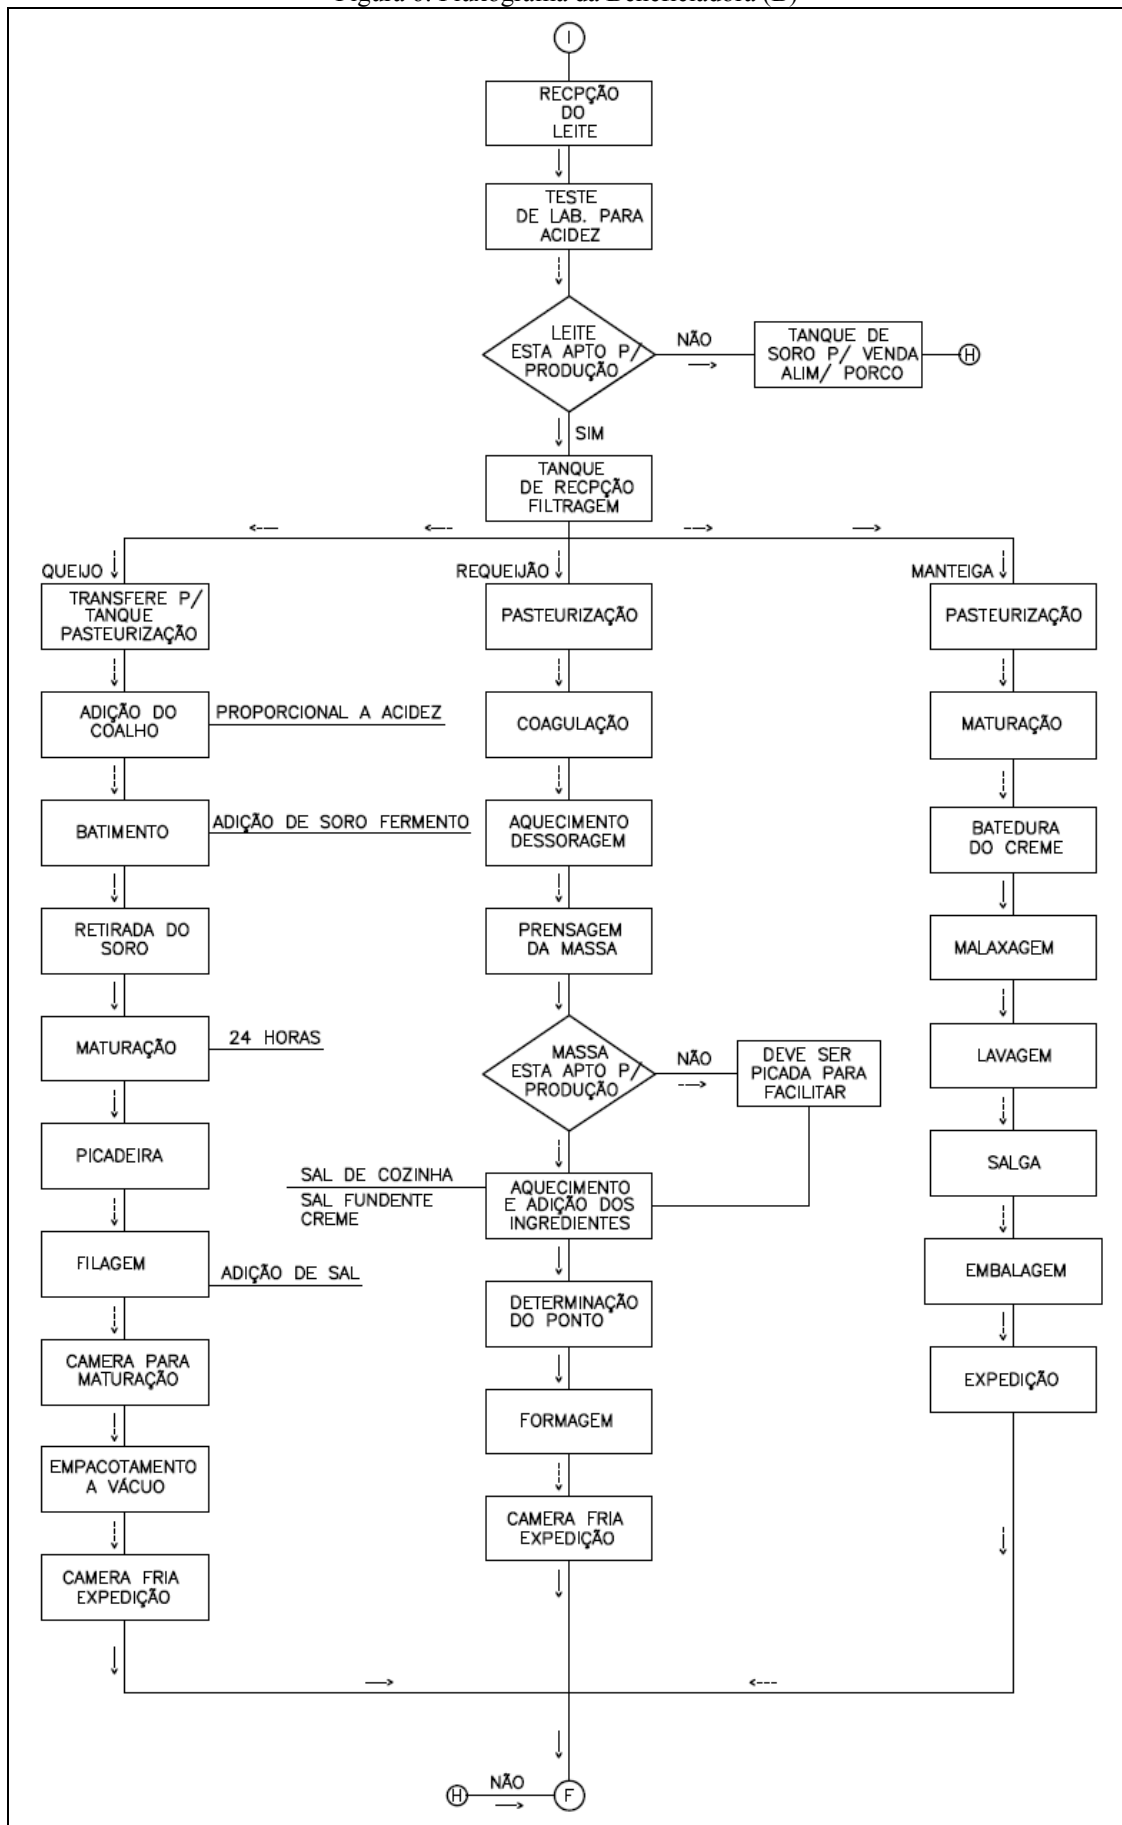 Figura 6: Fluxograma da Beneficiadora (B)
I
RECPÇÃO
DO
LEITE
TESTE
DE LAB. PARA
ACIDEZ
LEITE
ESTA APTO P/
PRODUÇÃO
NÃO
TANQUE DE
SORO P/ VENDA
ALIM/ PORCO
H
SIM
TANQUE
DE RECPÇÃO
FILTRAGEM
QUEIJO
TRANSFERE P/
TANQUE
PASTEURIZAÇÃO
ADIÇÃO DO
COALHO
PROPORCIONAL A ACIDEZ
BATIMENTO
ADIÇÃO DE SORO FERMENTO
RETIRADA DO
SORO
MATURAÇÃO
24 HORAS
PICADEIRA
FILAGEM
ADIÇÃO DE SAL
CAMERA PARA
MATURAÇÃO
EMPACOTAMENTO
A VÁCUO
CAMERA FRIA
EXPEDIÇÃO
REQUEIJÃO
PASTEURIZAÇÃO
COAGULAÇÃO
AQUECIMENTO
DESSORAGEM
PRENSAGEM
DA MASSA
MASSA
ESTA APTO P/
PRODUÇÃO
NÃO
DEVE SER
PICADA PARA
FACILITAR
SAL DE COZINHA
SAL FUNDENTE
CREME
AQUECIMENTO
E ADIÇÃO DOS
INGREDIENTES
DETERMINAÇÃO
DO PONTO
FORMAGEM
CAMERA FRIA
EXPEDIÇÃO
MANTEIGA
PASTEURIZAÇÃO
MATURAÇÃO
BATEDURA
DO CREME
MALAXAGEM
LAVAGEM
SALGA
EMBALAGEM
EXPEDIÇÃO
H
NÃO
F